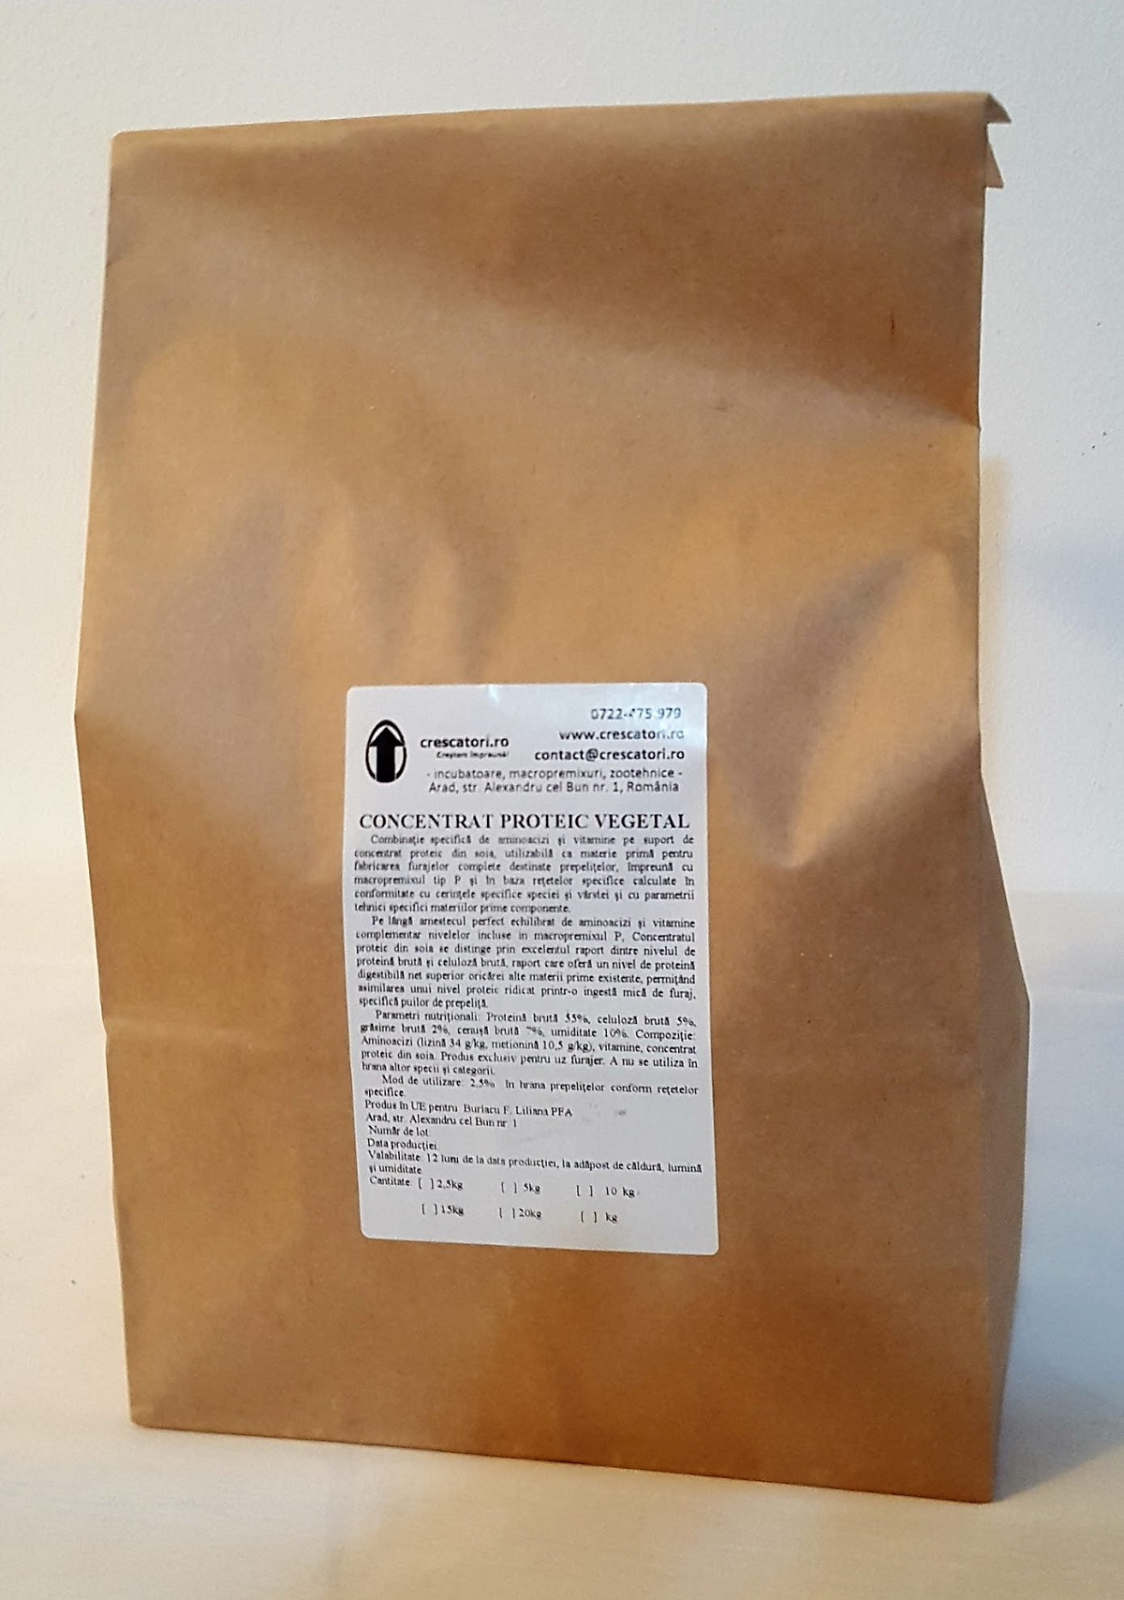 0722-475.979
www.crescatori.ro
crescatori.ro
Creștem împreună!
contact@crescatori.ro
- incubatoare, macropremixuri, zootehnice -
Arad, str. Alexandru cel Bun nr. 1, România
CONCENTRAT PROTEIC VEGETAL
Combinație specifică de aminoacizi și vitamine pe suport de
concentrat proteic din soia, utilizabilă ca materie primă pentru
fabricarea furajelor complete destinate prepelițelor, împreună cu
macropremixul tip P și în baza rețetelor specifice calculate în
conformitate cu cerințele specifice speciei și vârstei și cu parametrii
tehnici specifici materiilor prime componente.
Pe lângă amestecul perfect echilibrat de aminoacizi și vitamine
complementar nivelelor incluse in macropremixul P, Concentratul
proteic din soia se distinge prin excelentul raport dintre nivelul de
proteină brută și celuloză brută, raport care oferă un nivel de proteină
digestibilă net superior oricărei alte materii prime existente, permițând
asimilarea unui nivel proteic ridicat printr-o ingestă mică de furaj,
specifică puilor de prepeliță.
Parametri nutriționali: Proteină brută 55%, celuloză brută 5%,
grăsime brută 2%, cenușă brută 7%, umiditate 10%. Compoziție:
Aminoacizi (lizină 34 g/kg, metionină 10,5 g/kg), vitamine, concentrat
proteic din soia. Produs exclusiv pentru uz furajer. A nu se utiliza în
hrana altor specii și categorii.
Mod de utilizare: 25% în hrana prepelițelor conform rețetelor
specifice.
Produs în UE pentru Burlacu F. Liliana PFA
Arad, str. Alexandru cel Bun nr. 1
Număr de lot:
Data producției:
Valabilitate: 12 luni de la data producției, la adăpost de căldură, lumină
și umiditate
Cantitate: [ ] 2,5kg [ ] 5kg [ ] 10 kg
[ ] 15kg [ ] 20kg [ ] kg